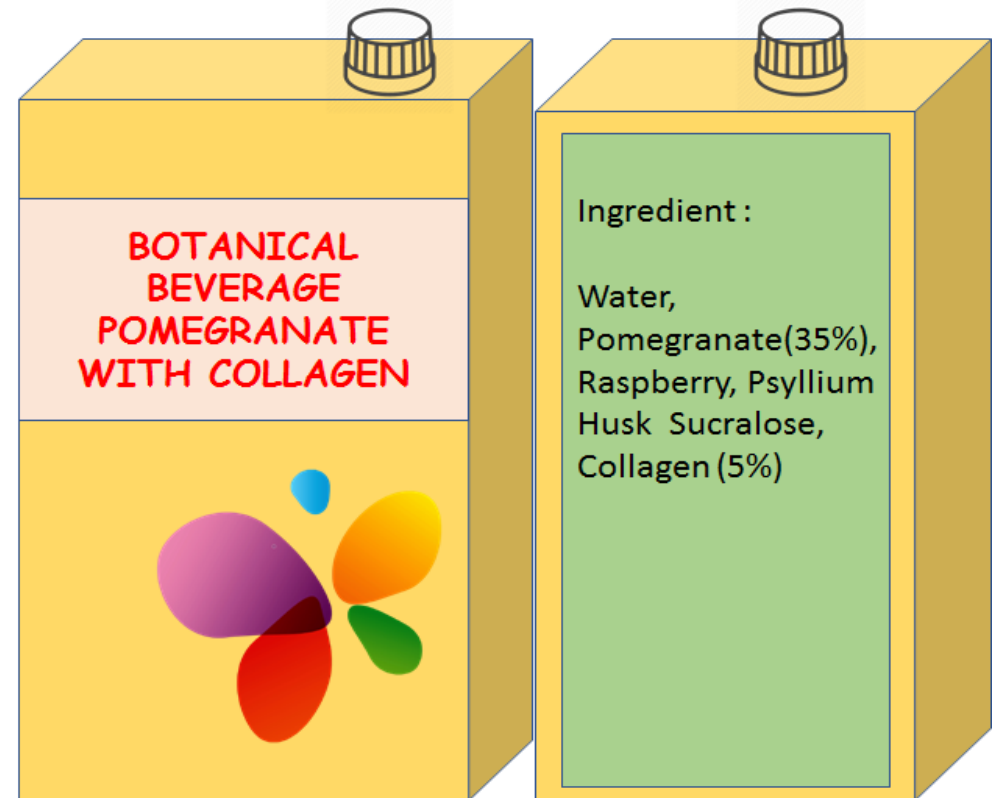 BOTANICAL
BEVERAGE
POMEGRANATE
WITH COLLAGEN
Ingredient :
Water,
Pomegranate(35%),
Raspberry, Psyllium
Husk  Sucralose,
Collagen (5%)